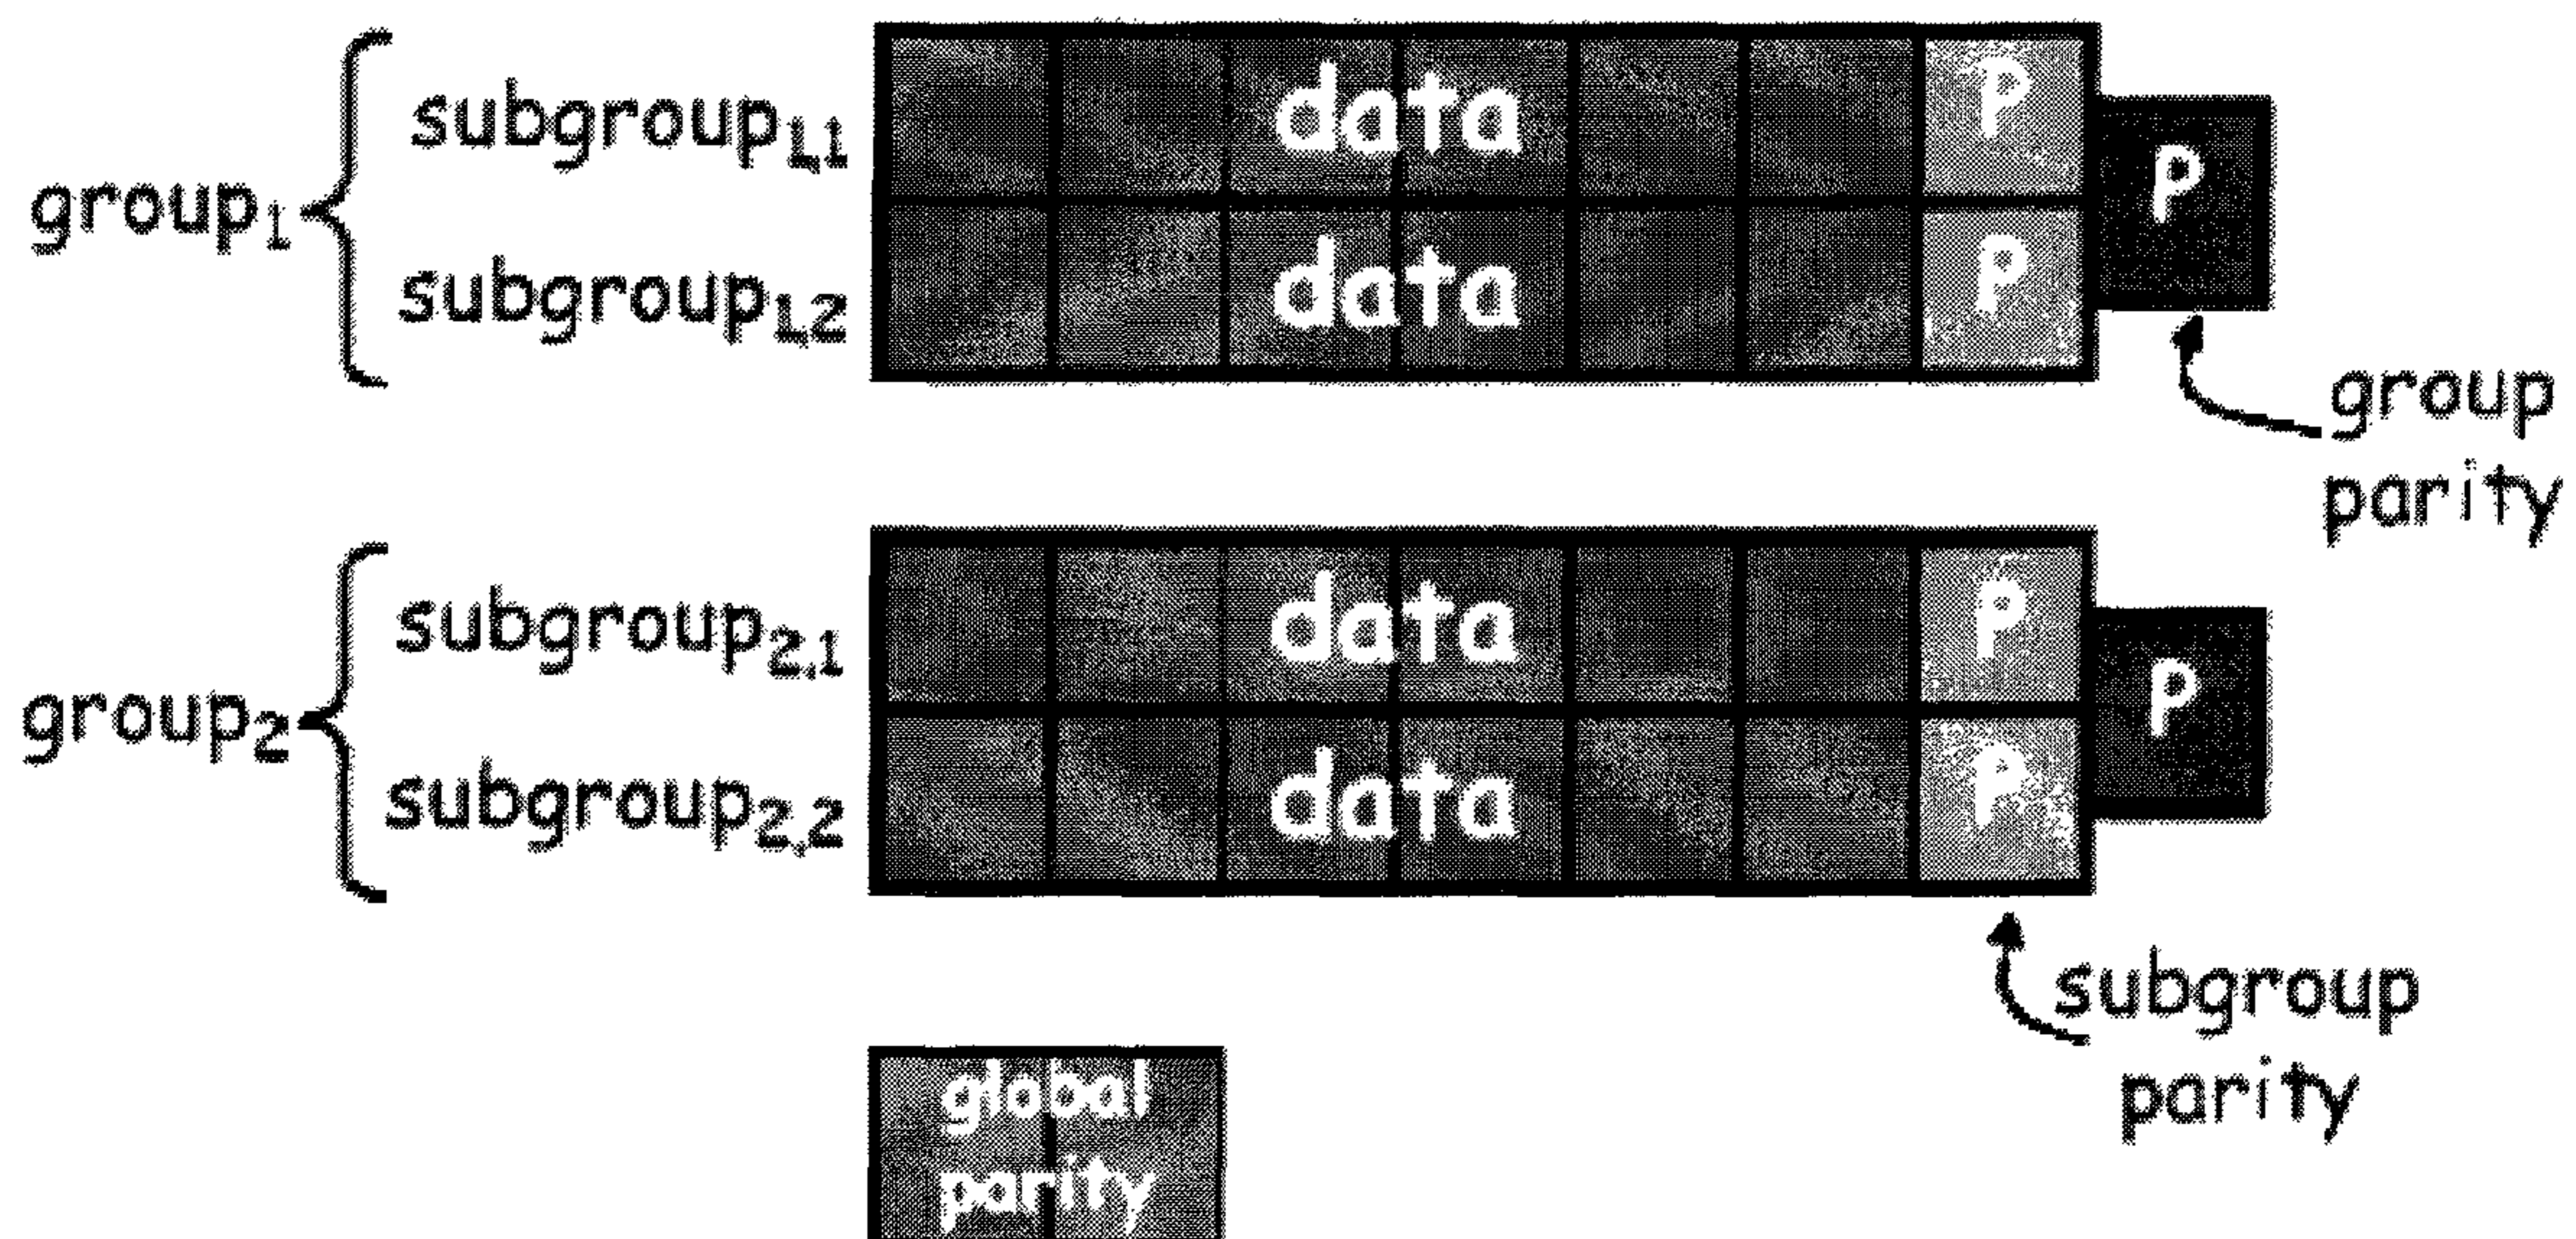 subgroup1,1 data P
group1 P
subgroup1,2 data P
group
parity
subgroup2,1 data P
group2 P
subgroup2,2 data P
subgroup
parity
global
parity